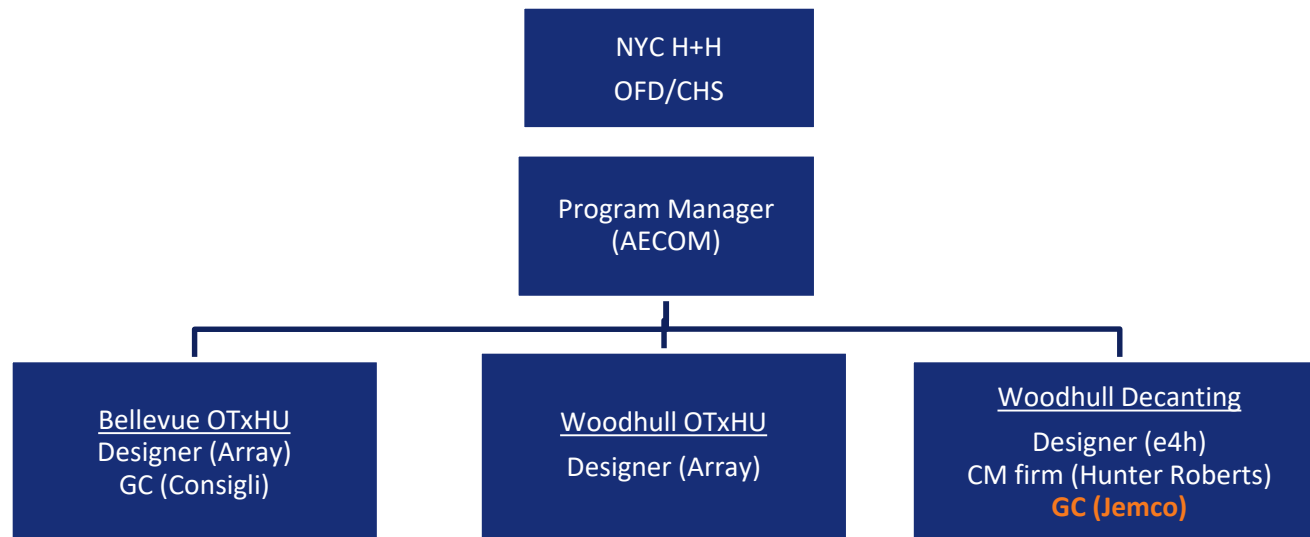 NYC H+H
OFD/CHS
Program Manager
(AECOM)
Bellevue OTxHU
Designer (Array)
GC (Consigli)
Woodhull OTxHU
Designer (Array)
Woodhull Decanting
Designer (e4h)
CM firm (Hunter Roberts)
GC (Jemco)